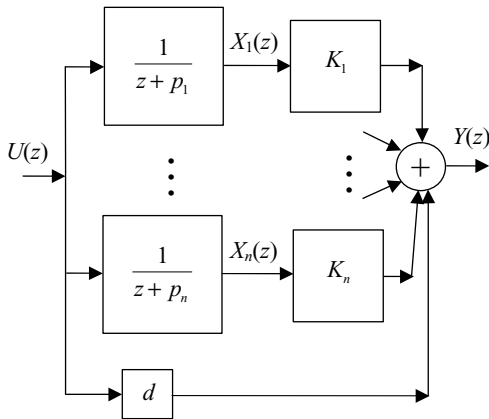 1
z + p₁
X₁(z)
K₁
U(z)
+
Y(z)
1
z + pₙ
Xₙ(z)
Kₙ
d